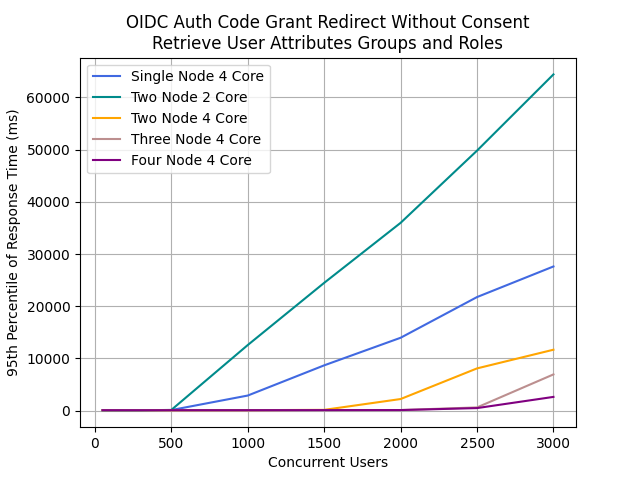 OIDC Auth Code Grant Redirect Without Consent
Retrieve User Attributes Groups and Roles
Single Node 4 Core
Two Node 2 Core
Two Node 4 Core
Three Node 4 Core
Four Node 4 Core
95th Percentile of Response Time (ms)
60000
50000
40000
30000
20000
10000
0
0 500 1000 1500 2000 2500 3000
Concurrent Users